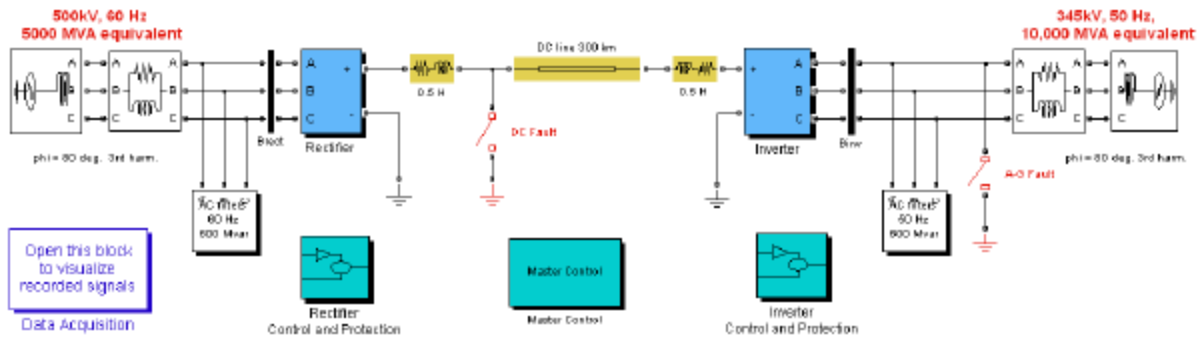 500kV, 60 Hz
5000 MVA equivalent
345kV, 50 Hz,
10,000 MVA equivalent
DC line 300 km
A
B
C
A
B
C
A
B
C
+
-
0.5 H
0.5 H
+
-
A
B
C
A
B
C
A
B
C
DC Fault
Brect
Rectifier
Inverter
Binv
A-G Fault
phi = 80 deg. 3rd harm.
phi = 80 deg. 3rd harm.
60 Hz
600 Mvar
50 Hz
600 Mvar
Open this block
to visualize
recorded signals
Data Acquisition
Master Control
Master Control
Rectifier
Control and Protection
Inverter
Control and Protection